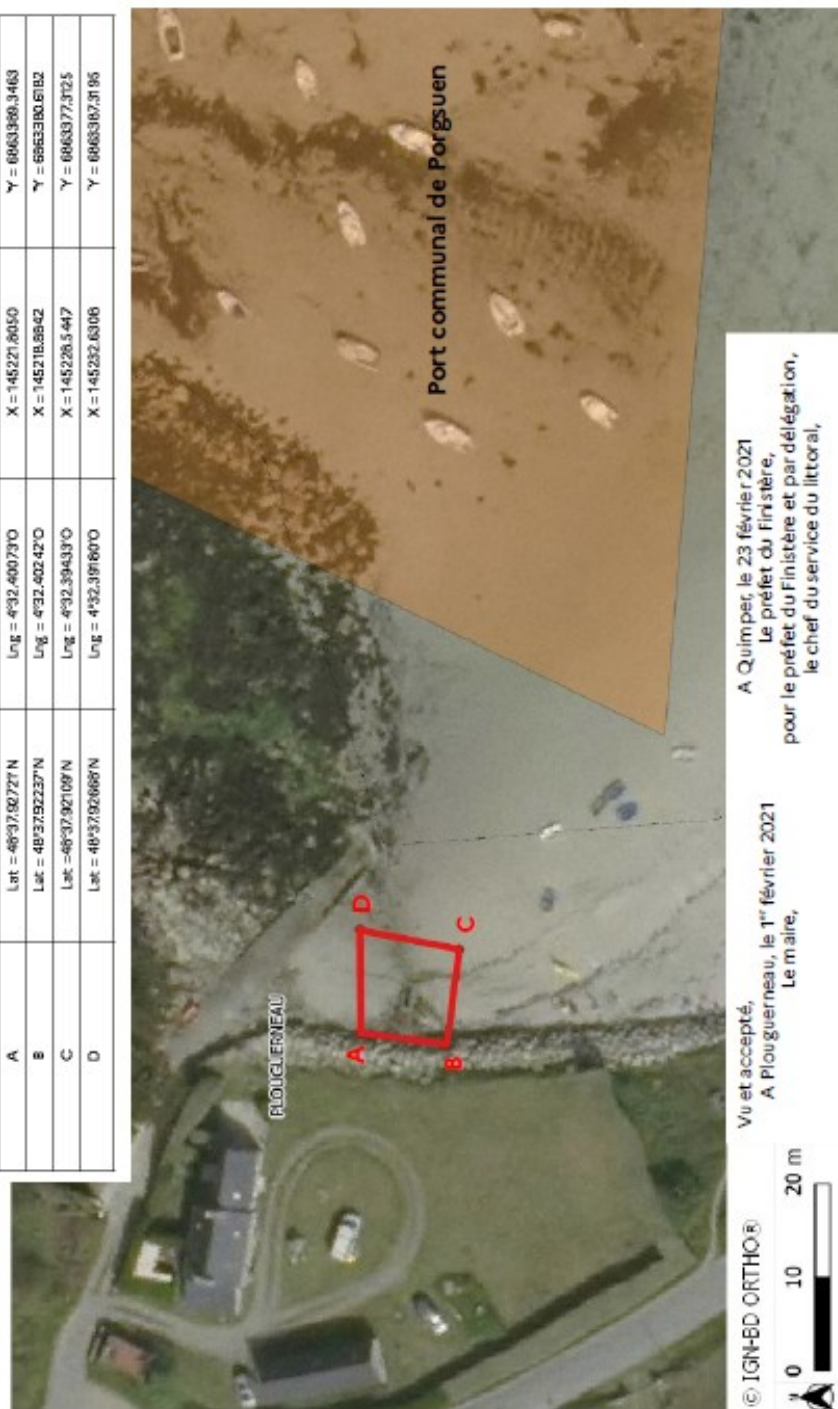 A Lat = 48°37.92727'N Lng = 4°32.40073'O X = 145221.8050 Y = 6863389.3463
B Lat = 48°37.92237'N Lng = 4°32.40242'O X = 145218.8842 Y = 6863380.6182
C Lat = 48°37.92109'N Lng = 4°32.39433'O X = 145228.5447 Y = 6863377.3125
D Lat = 48°37.92668'N Lng = 4°32.39180'O X = 145232.6306 Y = 6863387.3195
Port communal de Porgsuen
PLOUGUERNEAU
A
D
B
C
Vu et accepté,
A Plouguerneau, le 1er février 2021
Le maire,
A Quimper, le 23 février 2021
Le préfet du Finistère,
pour le préfet du Finistère et par délégation,
le chef du service du littoral,
© IGN-BD ORTHO®
N
0 10 20 m